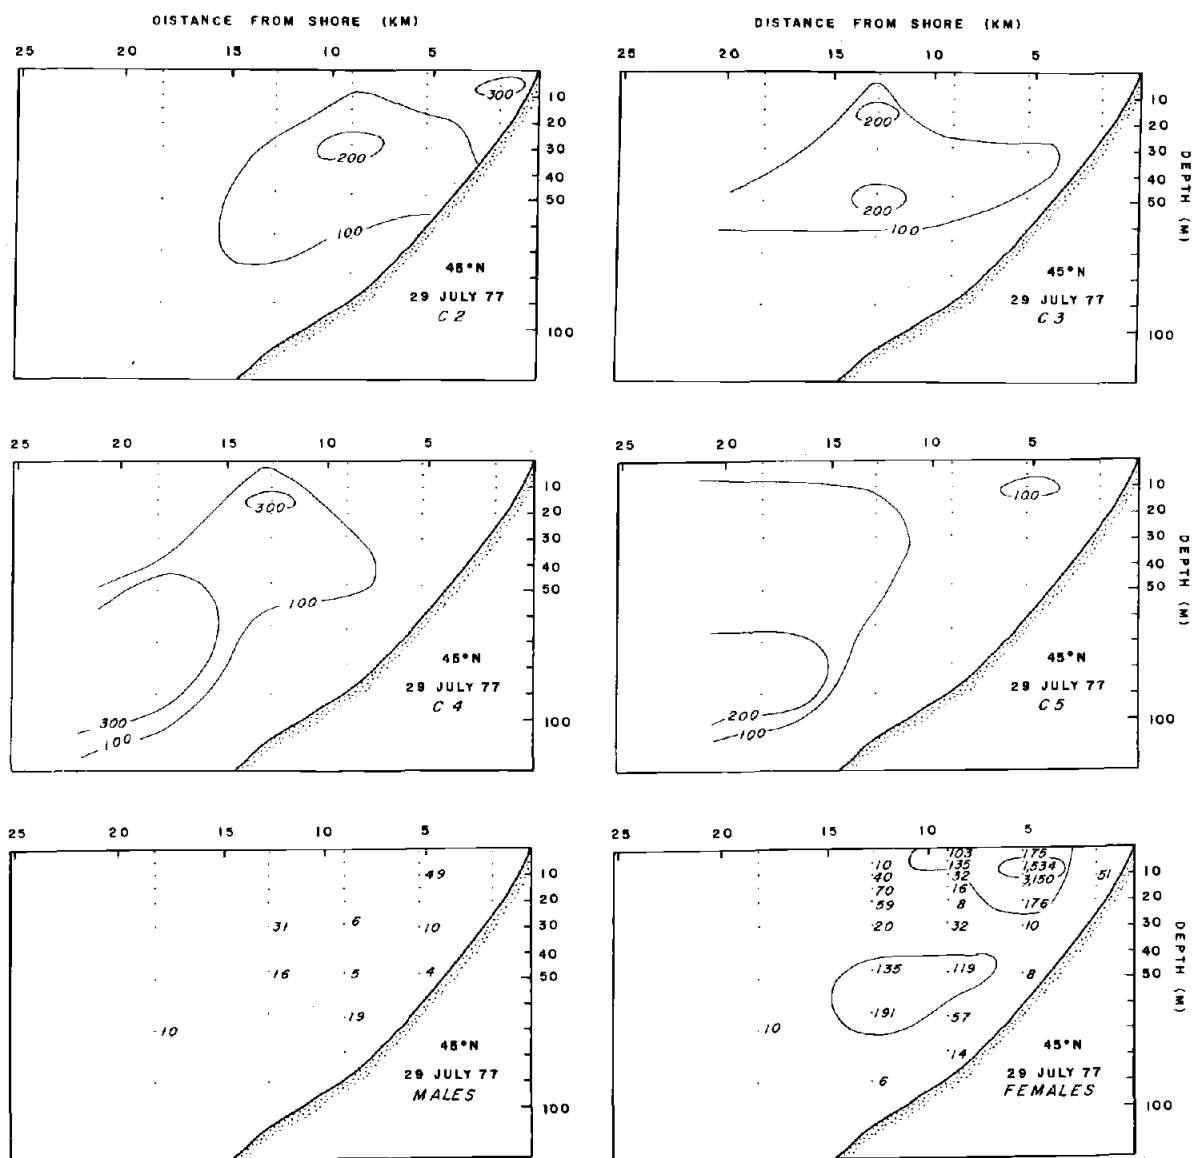 DISTANCE FROM SHORE (KM)
25 20 15 10 5
300
10
20
200
30
40
50
100
45°N
29 JULY 77
C2
100
DISTANCE FROM SHORE (KM)
25 20 15 10 5
10
200
20
30
40
200
50
100
DEPTH (M)
45°N
29 JULY 77
C3
100
25 20 15 10 5
10
300
20
30
40
50
100
45°N
29 JULY 77
C4
300
100
100
25 20 15 10 5
100
10
20
30
40
50
DEPTH (M)
45°N
29 JULY 77
C5
200
100
100
25 20 15 10 5
49
10
20
31 6 10
30
40
16 5 4
50
19
10
45°N
29 JULY 77
MALES
100
25 20 15 10 5
103 175
10 135 1,534
40 32 3,150 51
10
70 16
59 8 176
20
20 32 10
30
40
135 119 8
50
DEPTH (M)
191 57
10
14
45°N
29 JULY 77
6
FEMALES
100